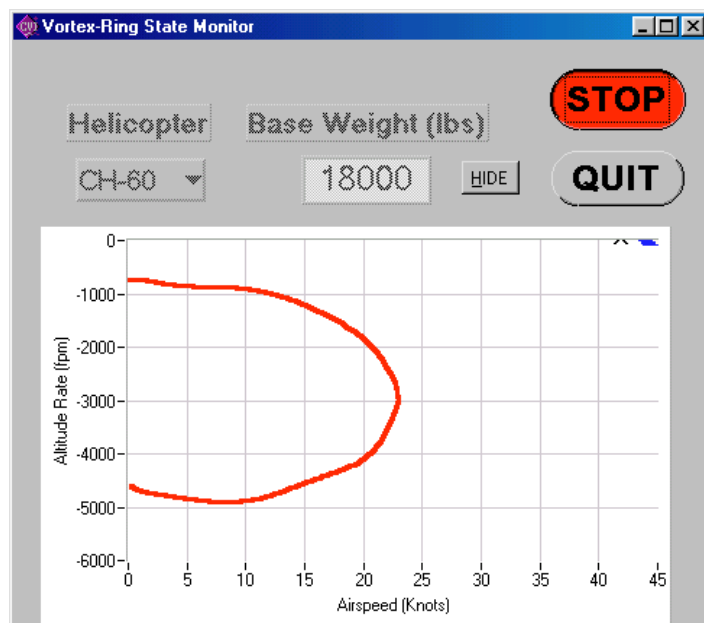 CVI Vortex-Ring State Monitor
STOP
Helicopter Base Weight (lbs)
CH-60 18000 HIDE QUIT
0
-1000
-2000
-3000
-4000
-5000
-6000
Altitude Rate (fpm)
0 5 10 15 20 25 30 35 40 45
Airspeed (Knots)